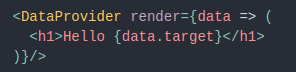 <DataProvider render={data => (
  <h1>Hello {data.target}</h1>
)}/>